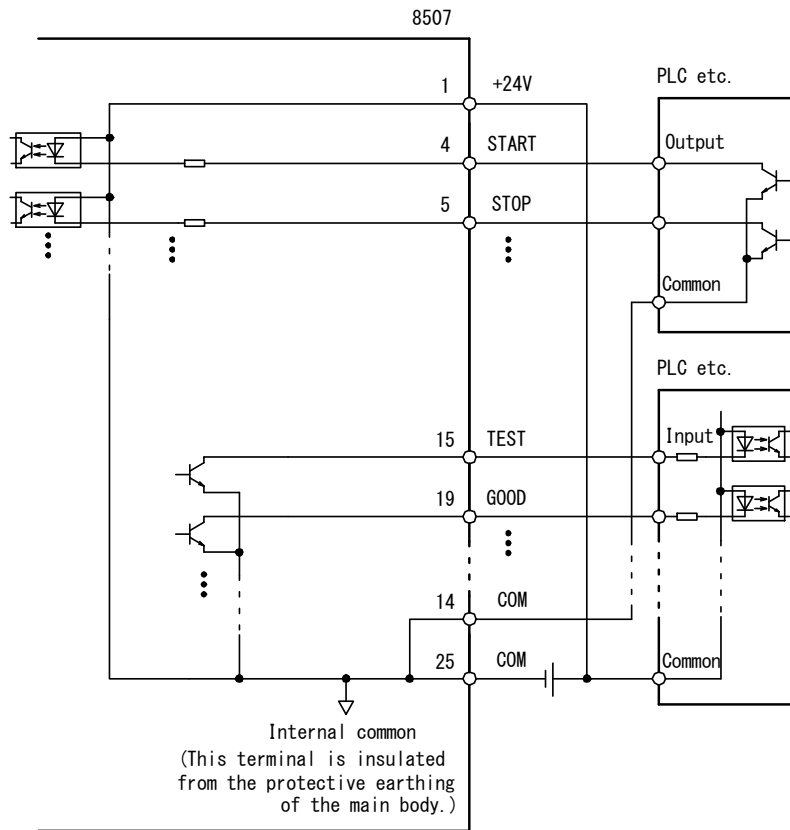 8507
PLC etc.
1 +24V
4 START
Output
5 STOP
Common
PLC etc.
15 TEST
Input
19 GOOD
14 COM
25 COM
Common
Internal common
(This terminal is insulated
from the protective earthing
of the main body.)